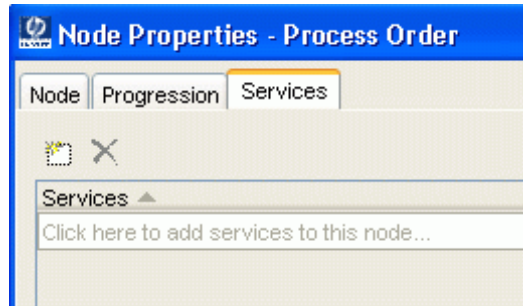 Node Properties - Process Order
Node Progression Services
Services
Click here to add services to this node...